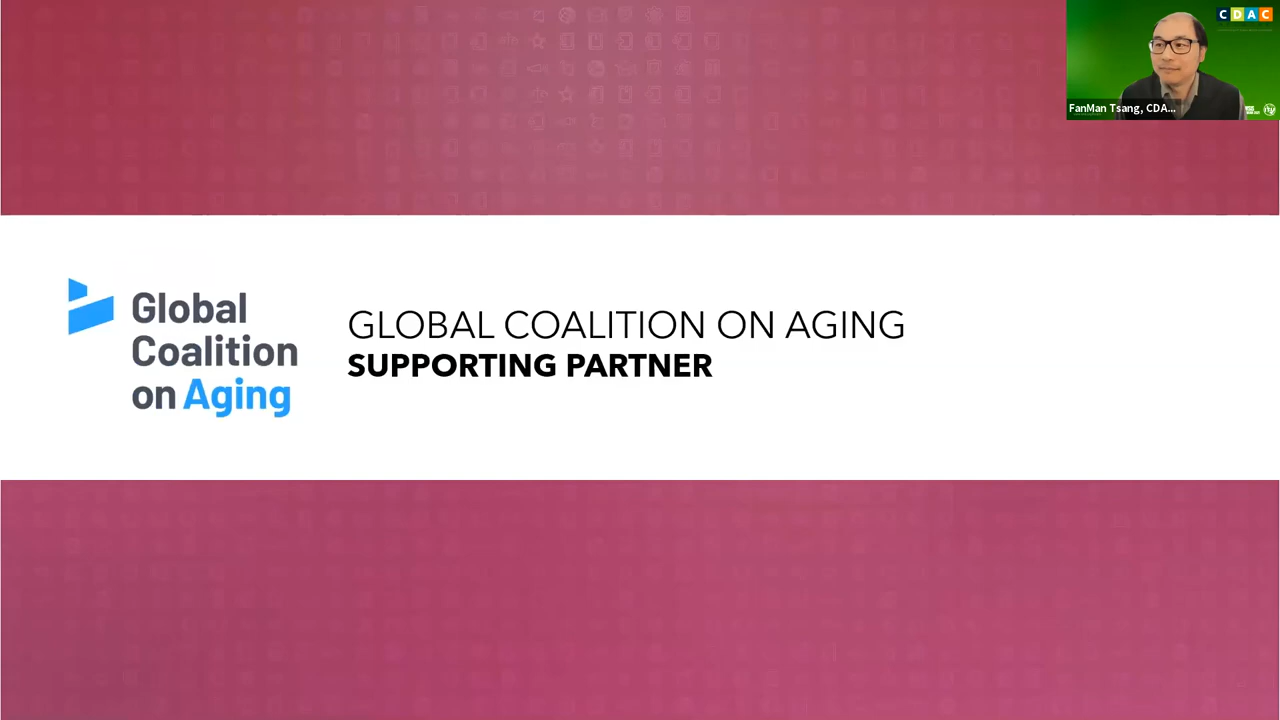 CDAC
FanMan Tsang, CDA...
Global
Coalition
on Aging
GLOBAL COALITION ON AGING
SUPPORTING PARTNER